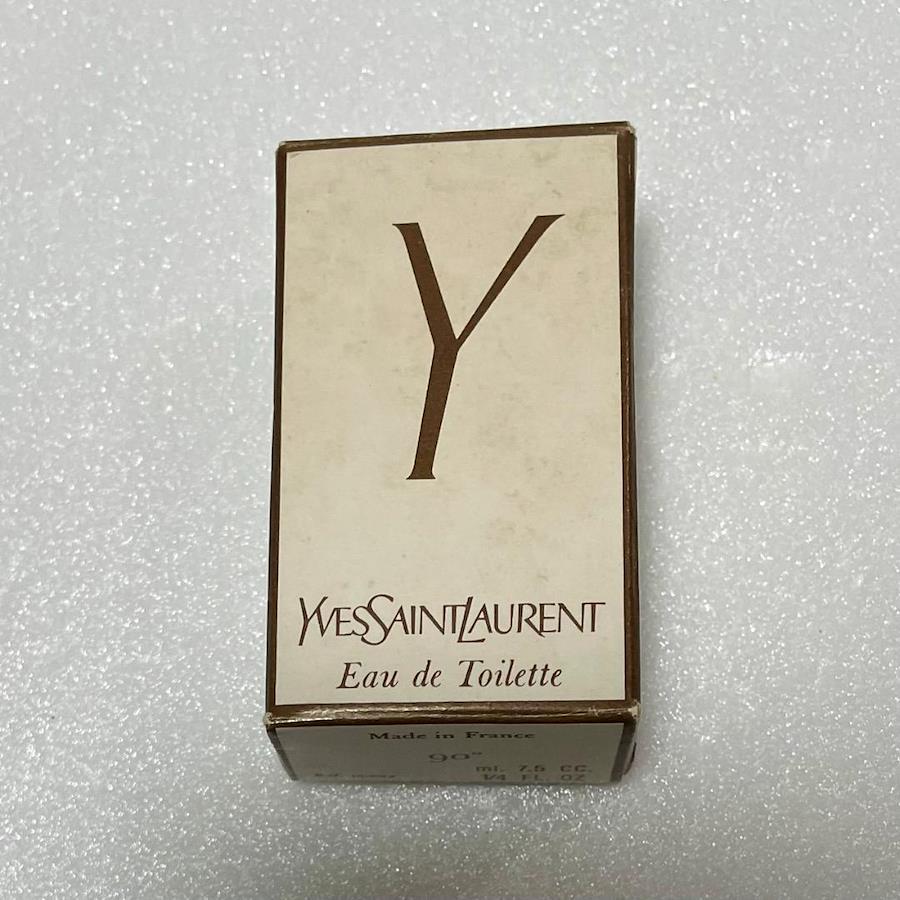 Y
YVESSAINTLAURENT
Eau de Toilette
Made in France
90°
ml. 7.5 CC.
1/4 FL. OZ